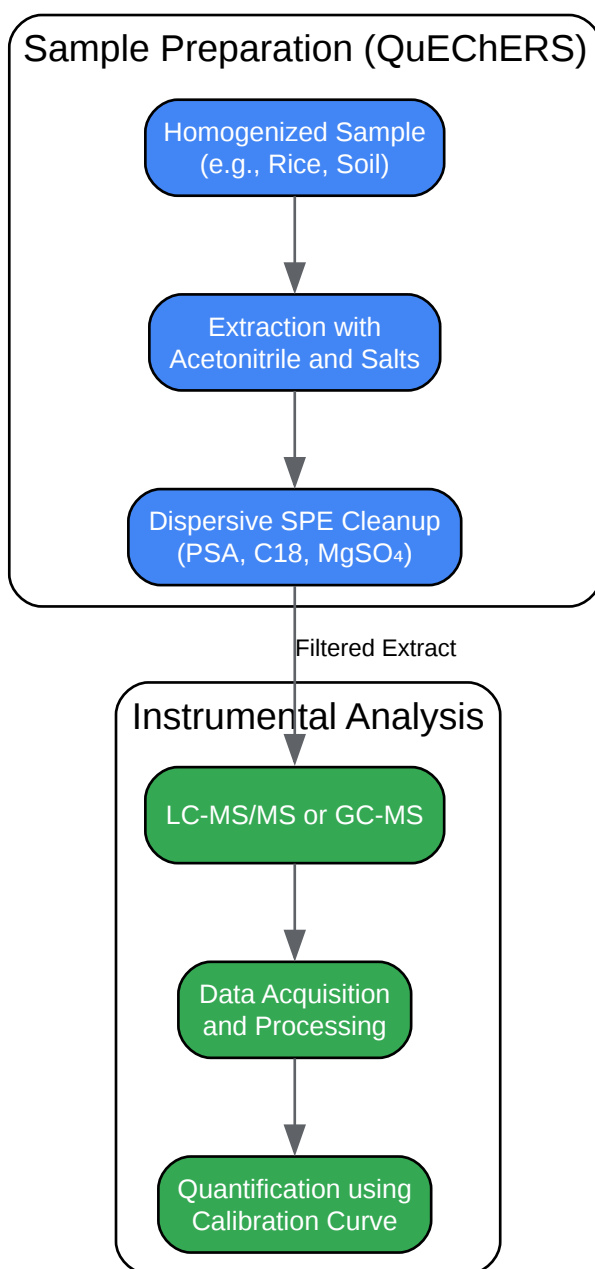 Sample Preparation (QuEChERS)
Homogenized Sample
(e.g., Rice, Soil)
Extraction with
Acetonitrile and Salts
Dispersive SPE Cleanup
(PSA, C18, MgSO₄)
Filtered Extract
Instrumental Analysis
LC-MS/MS or GC-MS
Data Acquisition
and Processing
Quantification using
Calibration Curve